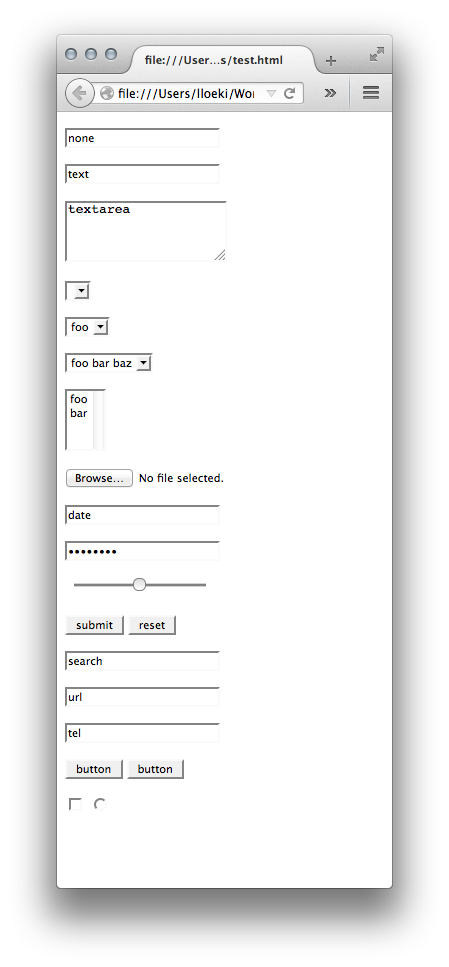 file:///User...s/test.html
file:///Users/lloeki/Wor
none
text
textarea
foo
foo bar baz
foo
bar
Browse... No file selected.
date
submit reset
search
url
tel
button button